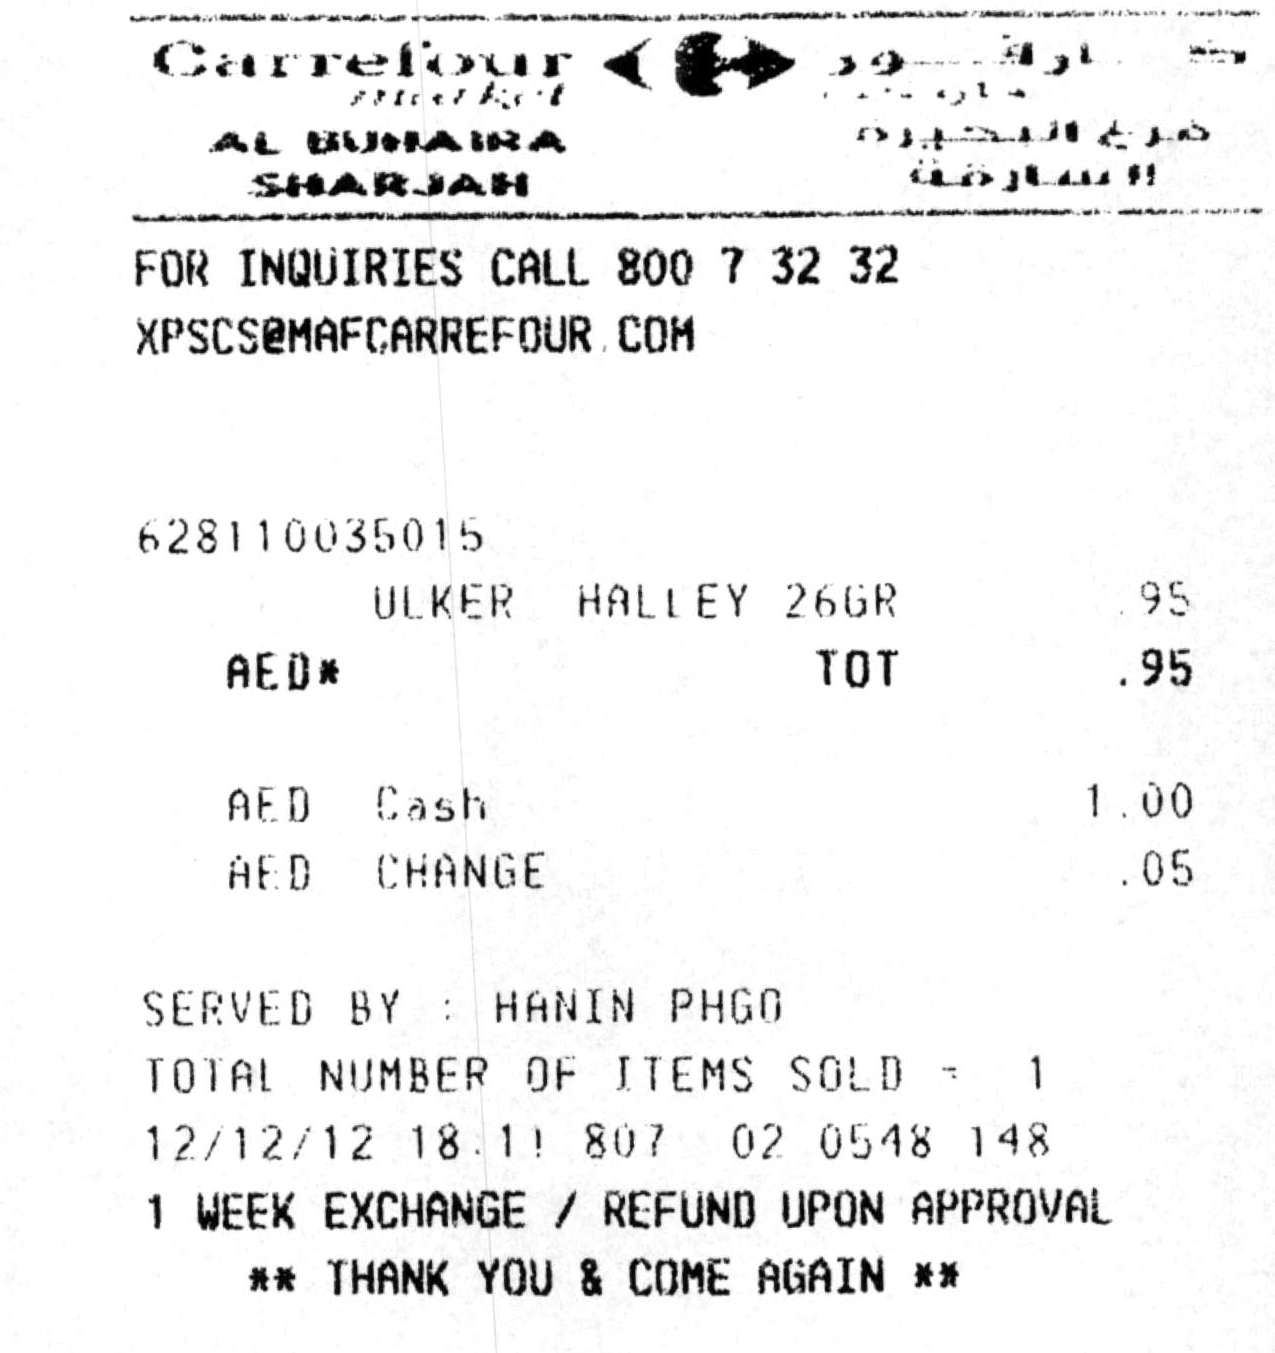 Carrefour
market
AL BUHAIRA
SHARJAH
فرع البحيرة
الشارقة
FOR INQUIRIES CALL 800 7 32 32
XPSCS@MAFCARREFOUR.COM
628110035015
ULKER HALLEY 26GR .95
AED* TOT .95
AED Cash 1.00
AED CHANGE .05
SERVED BY : HANIN PHGO
TOTAL NUMBER OF ITEMS SOLD = 1
12/12/12 18:11 807 02 0548 148
1 WEEK EXCHANGE / REFUND UPON APPROVAL
** THANK YOU & COME AGAIN **